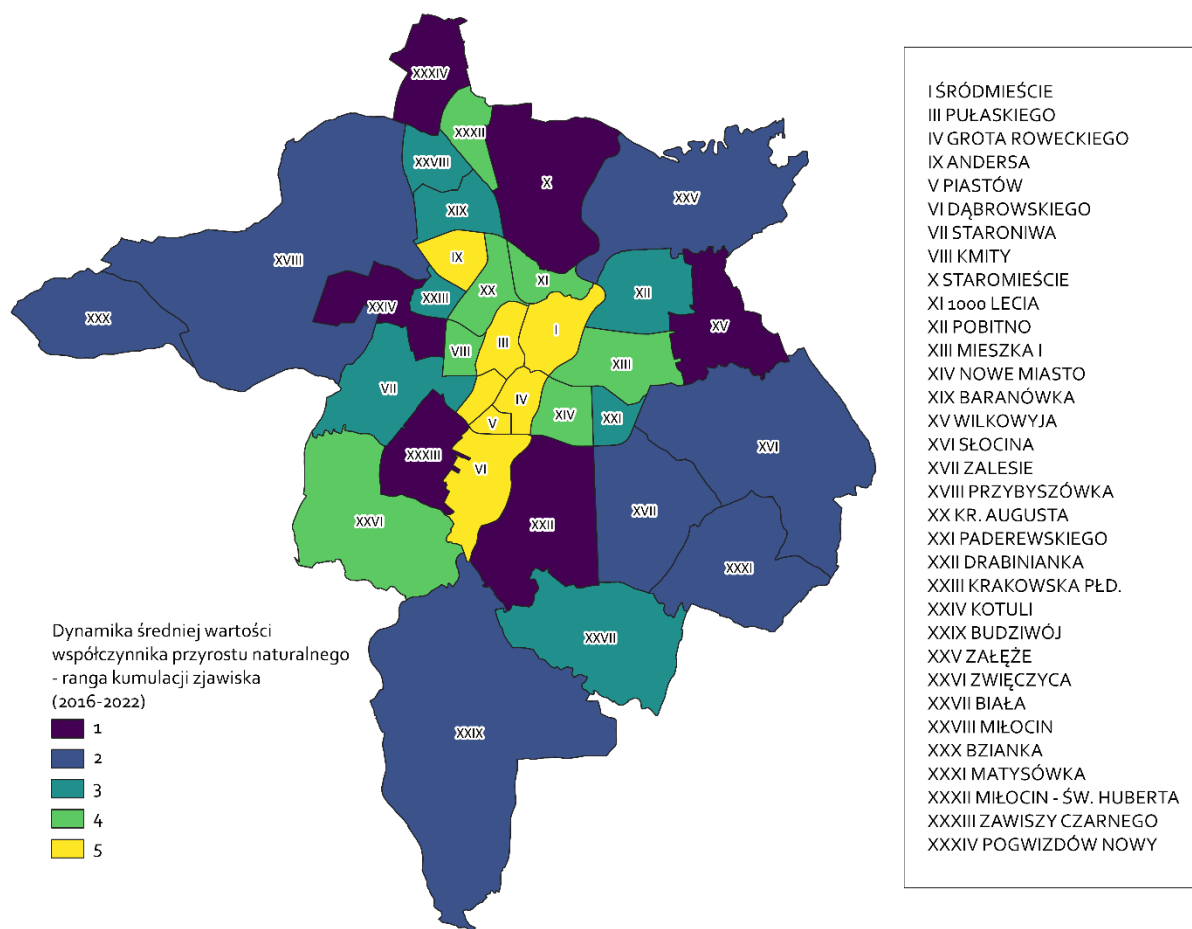 XXXIV
XXXII
XXVIII
X
XXV
XIX
XVIII
IX
XI
XX
XII
XXIV
XXIII
XXX
I
XV
III
VIII
XIII
VII
IV
XIV
XXI
V
XVI
XXXIII
VI
XXVI
XXII
XVII
XXXI
XXVII
XXIX
Dynamika średniej wartości
współczynnika przyrostu naturalnego
- ranga kumulacji zjawiska
(2016-2022)
1
2
3
4
5
I ŚRÓDMIEŚCIE
III PUŁASKIEGO
IV GROTA ROWECKIEGO
IX ANDERSA
V PIASTÓW
VI DĄBROWSKIEGO
VII STARONIWA
VIII KMITY
X STAROMIEŚCIE
XI 1000 LECIA
XII POBITNO
XIII MIESZKA I
XIV NOWE MIASTO
XIX BARANÓWKA
XV WILKOWYJA
XVI SŁOCINA
XVII ZALESIE
XVIII PRZYBYSZÓWKA
XX KR. AUGUSTA
XXI PADEREWSKIEGO
XXII DRABINIANKA
XXIII KRAKOWSKA PŁD.
XXIV KOTULI
XXIX BUDZIWÓJ
XXV ZAŁĘŻE
XXVI ZWIĘCZYCA
XXVII BIAŁA
XXVIII MIŁOCIN
XXX BZIANKA
XXXI MATYSÓWKA
XXXII MIŁOCIN - ŚW. HUBERTA
XXXIII ZAWISZY CZARNEGO
XXXIV POGWIZDÓW NOWY